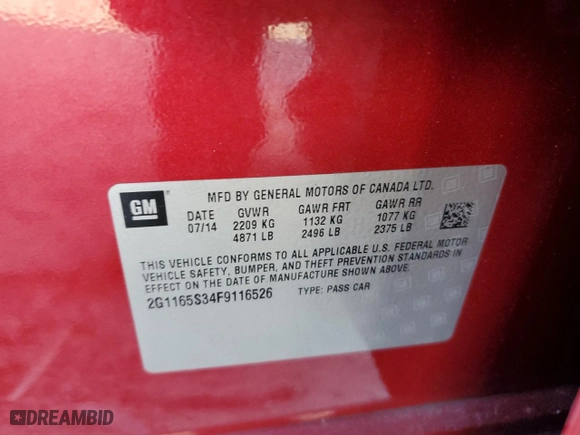 GM
MFD BY GENERAL MOTORS OF CANADA LTD.
DATE GVWR GAWR FRT GAWR RR
07/14 2209 KG 1132 KG 1077 KG
4871 LB 2496 LB 2375 LB
THIS VEHICLE CONFORMS TO ALL APPLICABLE U.S. FEDERAL MOTOR
VEHICLE SAFETY, BUMPER, AND THEFT PREVENTION STANDARDS IN
EFFECT ON THE DATE OF MANUFACTURE SHOWN ABOVE.
2G1165S34F9116526 TYPE: PASS CAR
DREAMBID